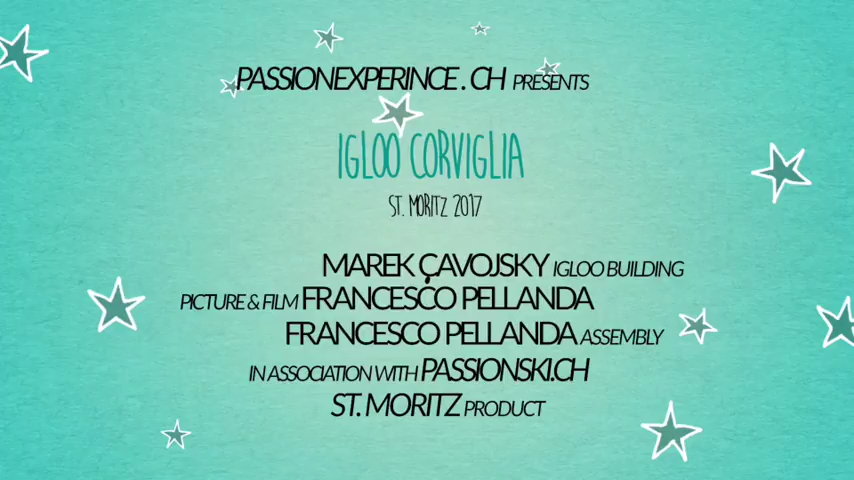 PASSIONEXPERINCE . CH PRESENTS
IGLOO CORVIGLIA
ST. MORITZ 2017
MAREK ÇAVOJSKY IGLOO BUILDING
PICTURE & FILM FRANCESCO PELLANDA
FRANCESCO PELLANDA ASSEMBLY
IN ASSOCIATION WITH PASSIONSKI.CH
ST. MORITZ PRODUCT